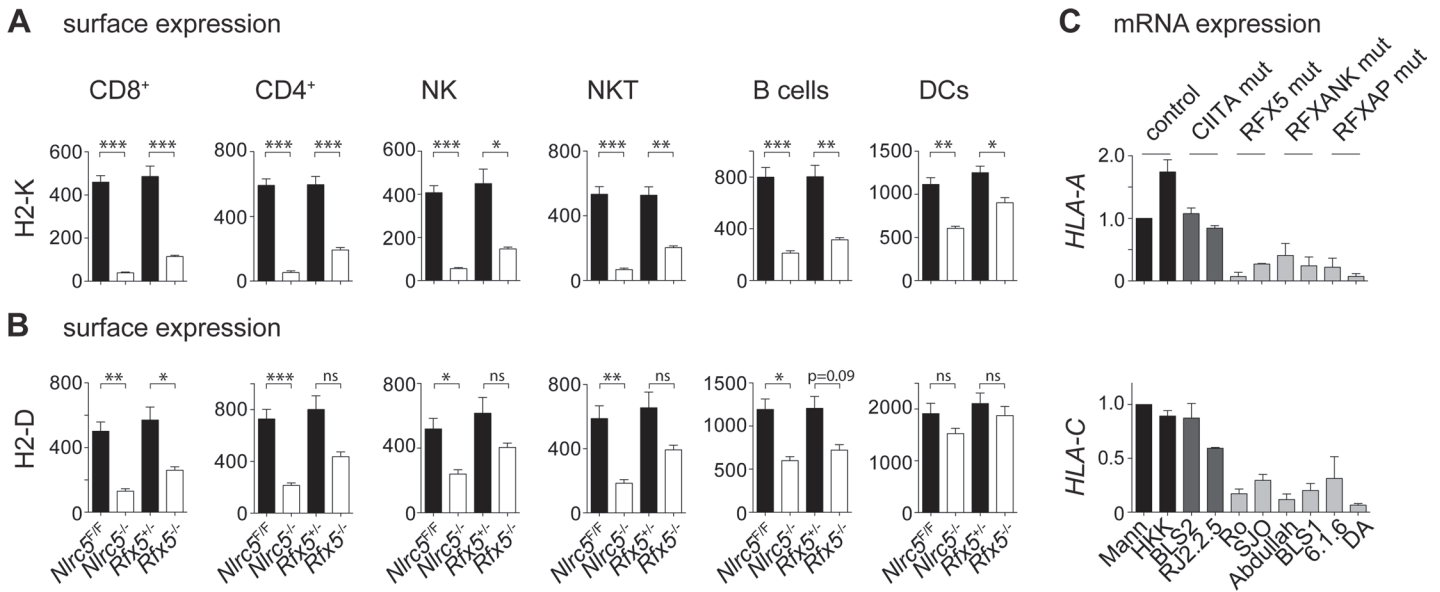 A surface expression
CD8⁺ CD4⁺ NK NKT B cells DCs
H2-K
600 400 200 0
*** ***
800 400 0
*** ***
600 400 200 0
*** *
800 400 0
*** **
800 400 0
*** **
1500 1000 500 0
** *
B surface expression
H2-D
800 400 0
** *
800 400 0
*** ns
800 400 0
* ns
800 400 0
** ns
1500 1000 500 0
* p=0.09
2000 1000 0
ns ns
Nlrc5F/F Nlrc5-/- Rfx5+/- Rfx5-/-
Nlrc5F/F Nlrc5-/- Rfx5+/- Rfx5-/-
Nlrc5F/F Nlrc5-/- Rfx5+/- Rfx5-/-
Nlrc5F/F Nlrc5-/- Rfx5+/- Rfx5-/-
Nlrc5F/F Nlrc5-/- Rfx5+/- Rfx5-/-
Nlrc5F/F Nlrc5-/- Rfx5+/- Rfx5-/-
C mRNA expression
control
CIITA mut
RFX5 mut
RFXANK mut
RFXAP mut
HLA-A
2.0 1.0 0
HLA-C
1.0 0.5 0
Mann
HKK
BLS2
RJ2.2.5
Ro
SJO
Abdullah
BLS1
6.1.6
DA